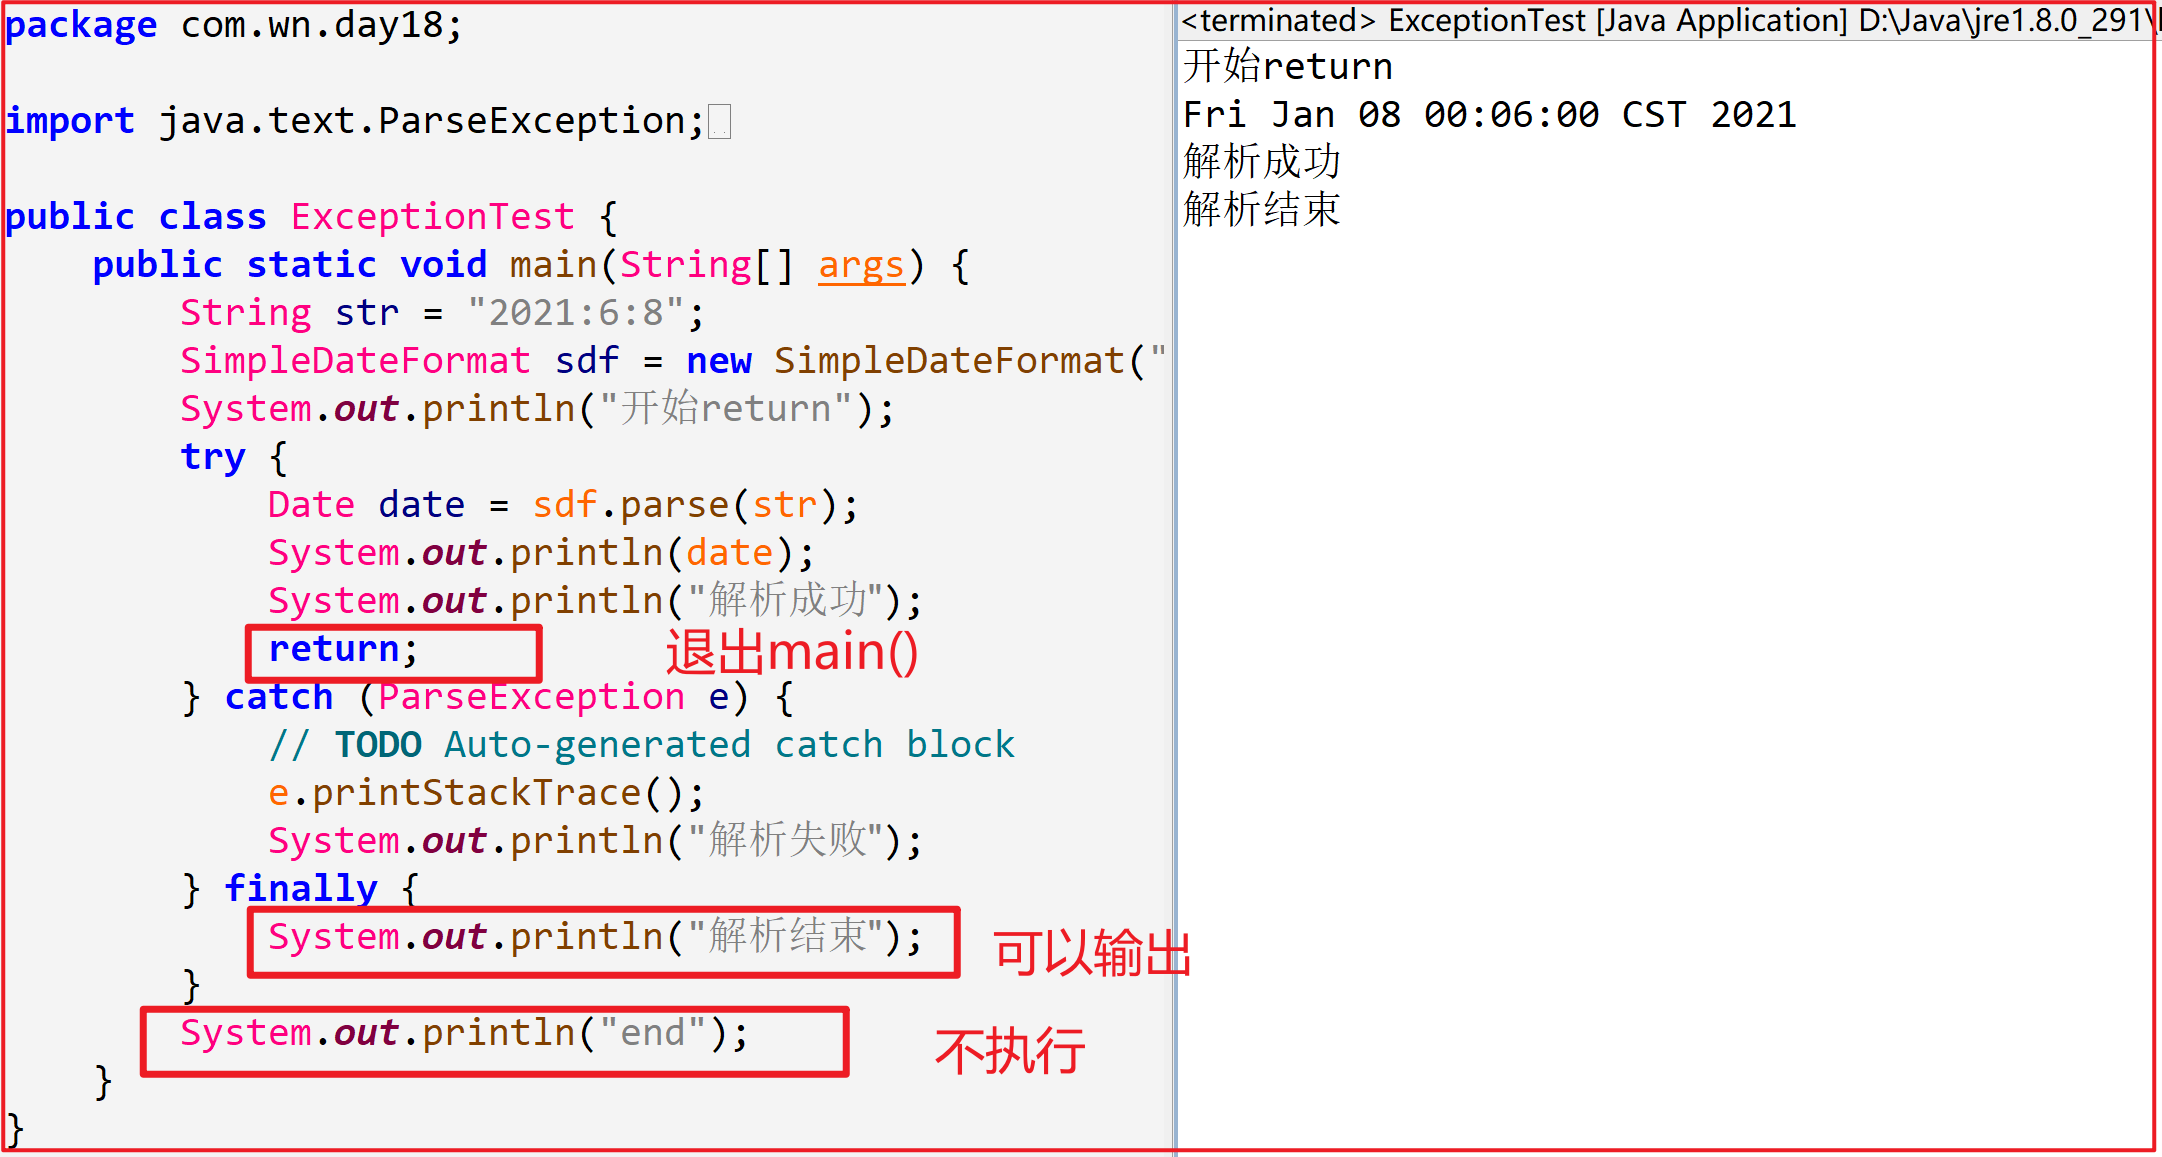 package com.wn.day18;
import java.text.ParseException;
public class ExceptionTest {
public static void main(String[] args) {
String str = "2021:6:8";
SimpleDateFormat sdf = new SimpleDateFormat("
System.out.println("开始return");
try {
Date date = sdf.parse(str);
System.out.println(date);
System.out.println("解析成功");
return;
退出main()
} catch (ParseException e) {
// TODO Auto-generated catch block
e.printStackTrace();
System.out.println("解析失败");
} finally {
System.out.println("解析结束");
可以输出
}
System.out.println("end");
不执行
}
}
<terminated> ExceptionTest [Java Application] D:\Java\jre1.8.0_291\
开始return
Fri Jan 08 00:06:00 CST 2021
解析成功
解析结束